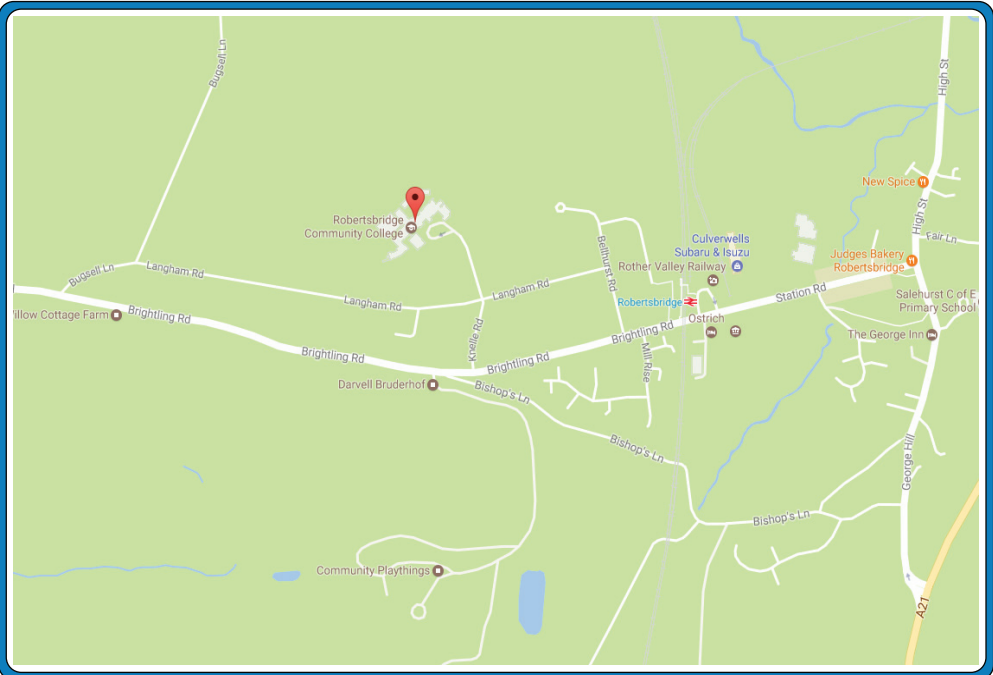 Bugsell Ln
High St
New Spice
High St
Fair Ln
Robertsbridge
Community College
Bellhurst Rd
Culverwells
Subaru & Isuzu
Rother Valley Railway
Judges Bakery
Robertsbridge
Bugsell Ln
Langham Rd
Langham Rd
Langham Rd
Robertsbridge
Station Rd
Salehurst C of E
Primary School
illow Cottage Farm
Brightling Rd
Knelle Rd
Brightling Rd
Ostrich
The George Inn
Brightling Rd
Brightling Rd
Mill Rise
Darvell Bruderhof
Bishop's Ln
Bishop's Ln
George Hill
Bishop's Ln
Community Playthings
A21